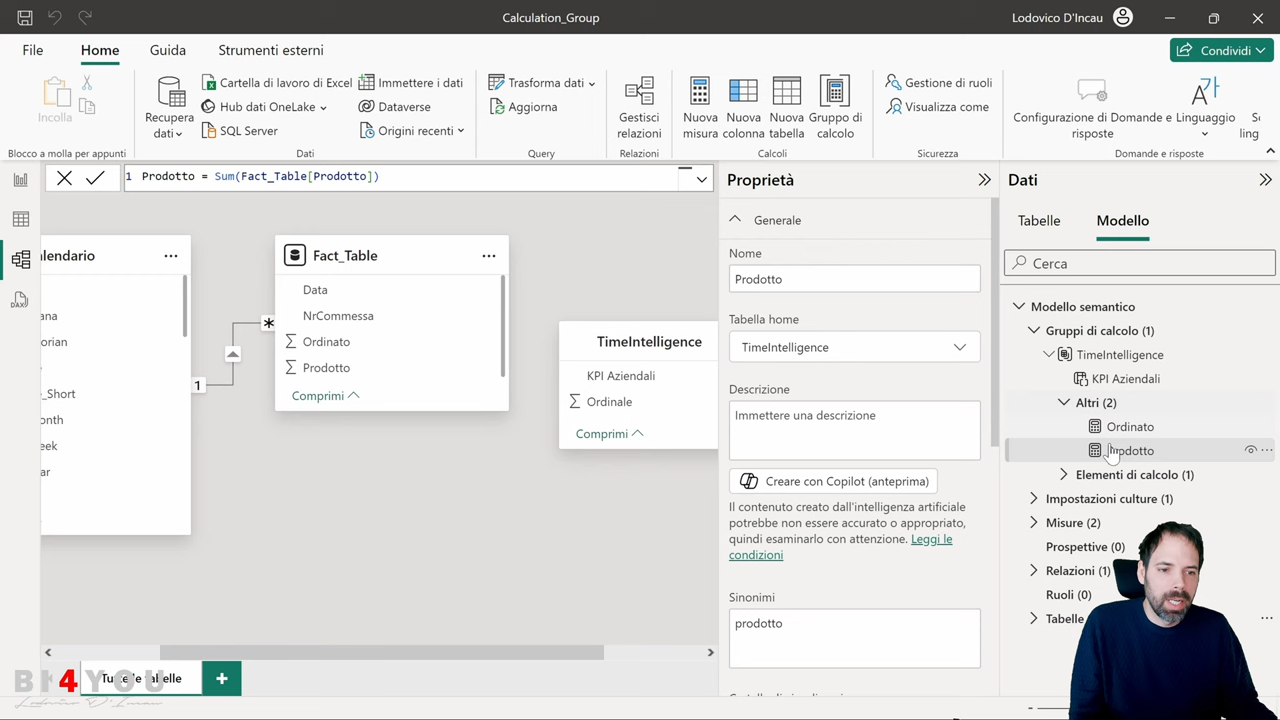 Calculation_Group
Lodovico D'Incau
File
Home
Guida
Strumenti esterni
Condividi
Incolla
Blocco a molla per appunti
Recupera
dati
Cartella di lavoro di Excel
Hub dati OneLake
SQL Server
Immettere i dati
Dataverse
Origini recenti
Dati
Trasforma dati
Aggiorna
Query
Gestisci
relazioni
Relazioni
Nuova
misura
Nuova
colonna
Nuova
tabella
Gruppo di
calcolo
Calcoli
Gestione di ruoli
Visualizza come
Sicurezza
Configurazione di Domande e
risposte
Linguaggio
Domande e risposte
1 Prodotto = Sum(Fact_Table[Prodotto])
DAX
1
*
Fact_Table
Data
NrCommessa
Ordinato
Prodotto
Comprimi
TimeIntelligence
KPI Aziendali
Ordinale
Comprimi
Proprietà
Generale
Nome
Prodotto
Tabella home
TimeIntelligence
Descrizione
Immettere una descrizione
Creare con Copilot (anteprima)
Il contenuto creato dall'intelligenza artificiale
potrebbe non essere accurato o appropriato,
quindi esaminarlo con attenzione. Leggi le
condizioni
Sinonimi
prodotto
Dati
Tabelle
Modello
Cerca
Modello semantico
Gruppi di calcolo (1)
TimeIntelligence
KPI Aziendali
Altri (2)
Ordinato
Elementi di calcolo (1)
Impostazioni culture (1)
Misure (2)
Prospettive (0)
Relazioni (1)
Ruoli (0)
Tabelle
4
Lodovico D'Incau